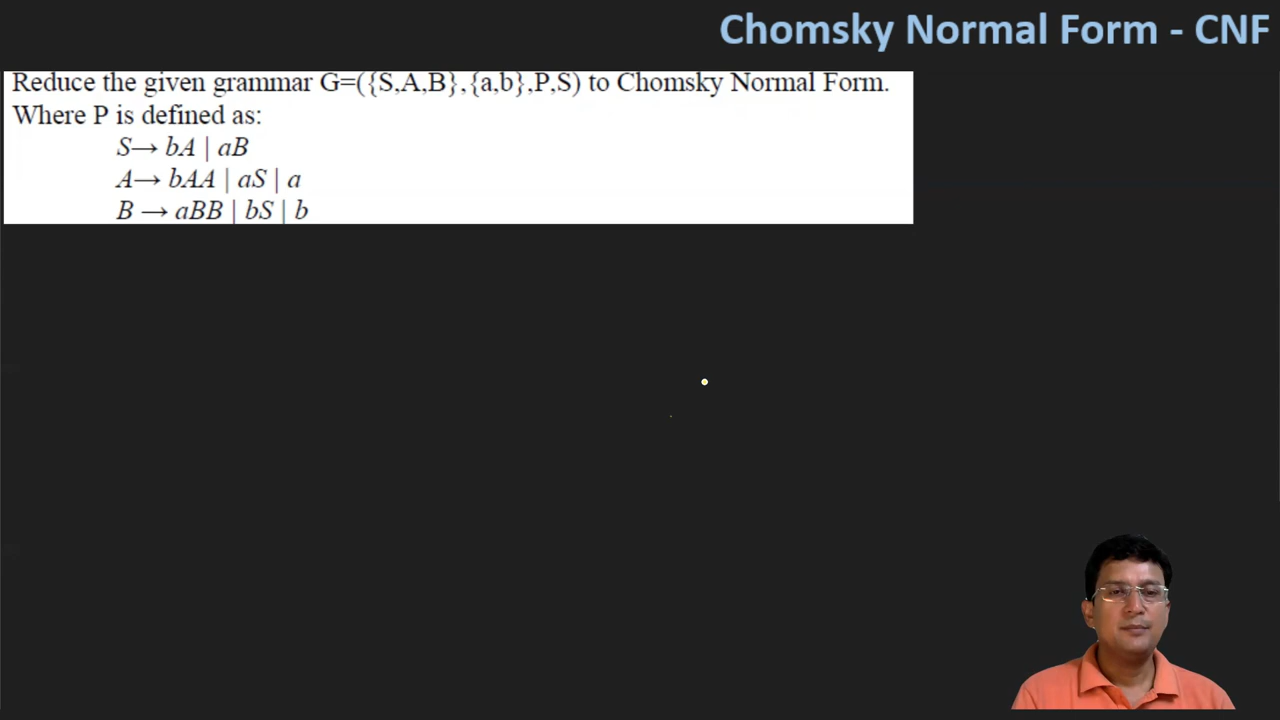 Chomsky Normal Form - CNF
Reduce the given grammar G=({S,A,B},{a,b},P,S) to Chomsky Normal Form.
Where P is defined as:
S→ bA | aB
A→ bAA | aS | a
B → aBB | bS | b